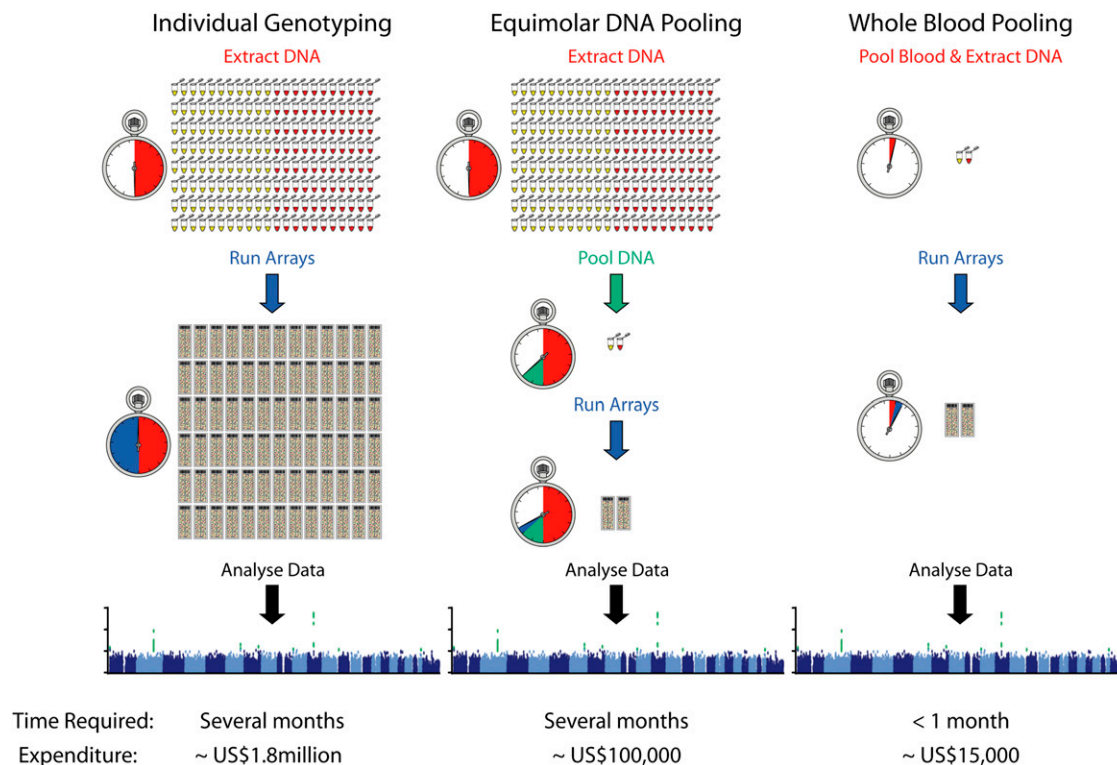 Individual Genotyping
Equimolar DNA Pooling
Whole Blood Pooling
Extract DNA
Extract DNA
Pool Blood & Extract DNA
Run Arrays
Pool DNA
Run Arrays
Run Arrays
Analyse Data
Analyse Data
Analyse Data
Time Required: Several months Several months < 1 month
Expenditure: ~ US$1.8million ~ US$100,000 ~ US$15,000